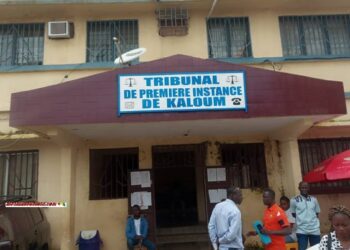 TRIBUNAL
DE PREMIERE INSTANCE
DE KALOUM